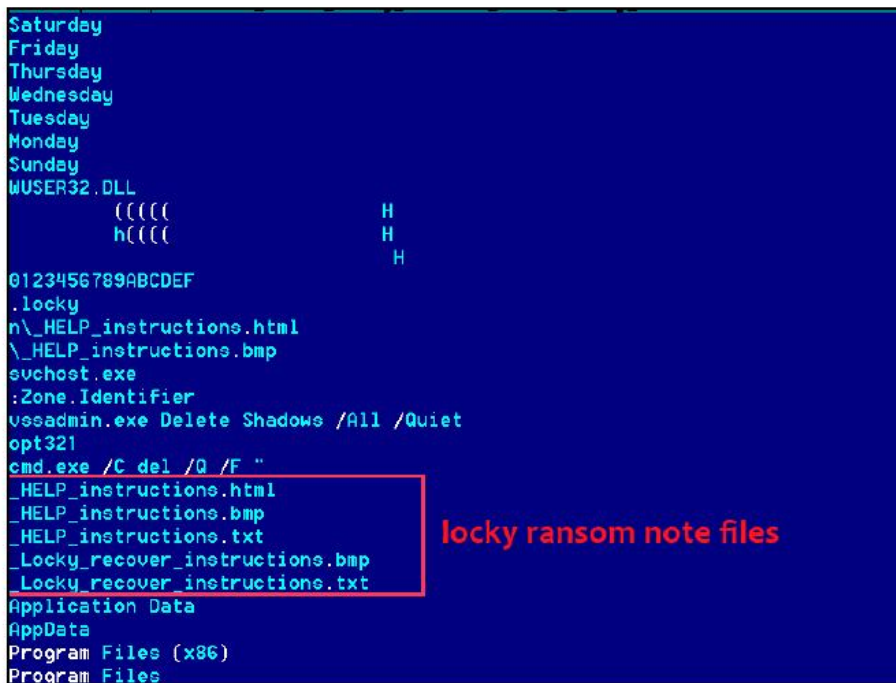 Saturday
Friday
Thursday
Wednesday
Tuesday
Monday
Sunday
WUSER32.DLL
((((( H
h(((( H
H
0123456789ABCDEF
.locky
n\_HELP_instructions.html
\_HELP_instructions.bmp
svchost.exe
:Zone.Identifier
vssadmin.exe Delete Shadows /All /Quiet
opt321
cmd.exe /C del /Q /F "
_HELP_instructions.html
_HELP_instructions.bmp
_HELP_instructions.txt
locky ransom note files
_Locky_recover_instructions.bmp
_Locky_recover_instructions.txt
Application Data
AppData
Program Files (x86)
Program Files